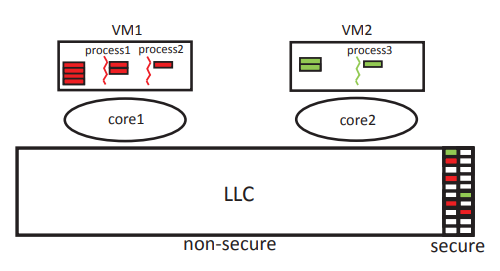 VM1
VM2
process1
process2
process3
core1
core2
LLC
non-secure
secure